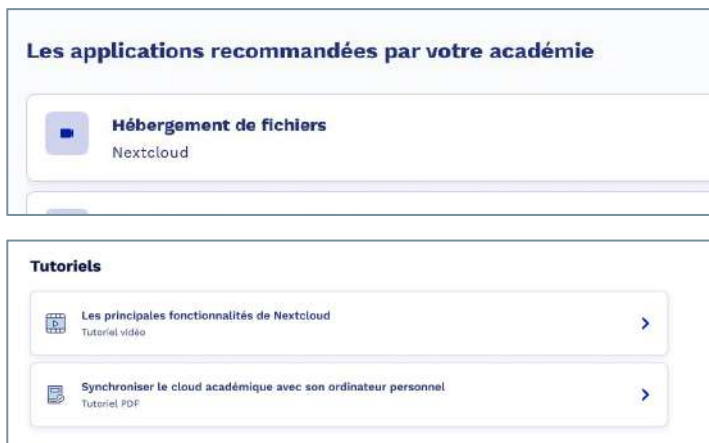 Les applications recommandées par votre académie
Hébergement de fichiers
Nextcloud
Tutoriels
Les principales fonctionnalités de Nextcloud
Tutoriel vidéo
Synchroniser le cloud académique avec son ordinateur personnel
Tutoriel PDF